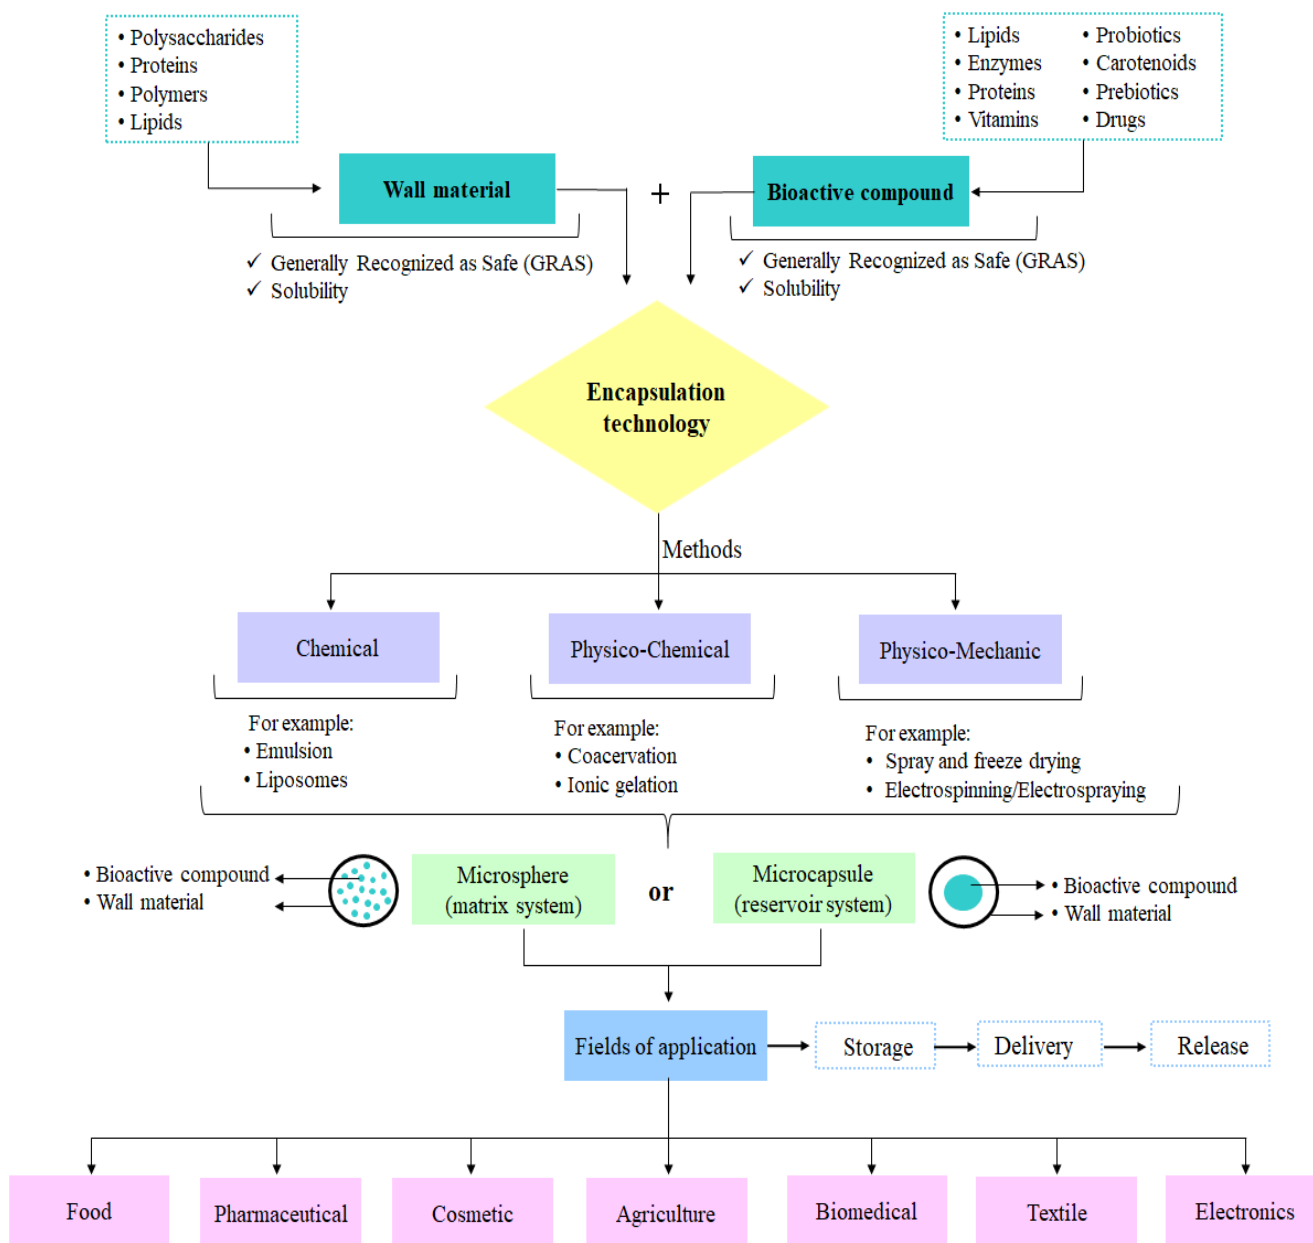 • Polysaccharides
• Proteins
• Polymers
• Lipids
• Lipids
• Enzymes
• Proteins
• Vitamins
• Probiotics
• Carotenoids
• Prebiotics
• Drugs
Wall material
+
Bioactive compound
✓ Generally Recognized as Safe (GRAS)
✓ Solubility
✓ Generally Recognized as Safe (GRAS)
✓ Solubility
Encapsulation
technology
Methods
Chemical
Physico-Chemical
Physico-Mechanic
For example:
• Emulsion
• Liposomes
For example:
• Coacervation
• Ionic gelation
For example:
• Spray and freeze drying
• Electrospinning/Electrospraying
• Bioactive compound
• Wall material
Microsphere
(matrix system)
or
Microcapsule
(reservoir system)
• Bioactive compound
• Wall material
Fields of application
Storage
Delivery
Release
Food
Pharmaceutical
Cosmetic
Agriculture
Biomedical
Textile
Electronics